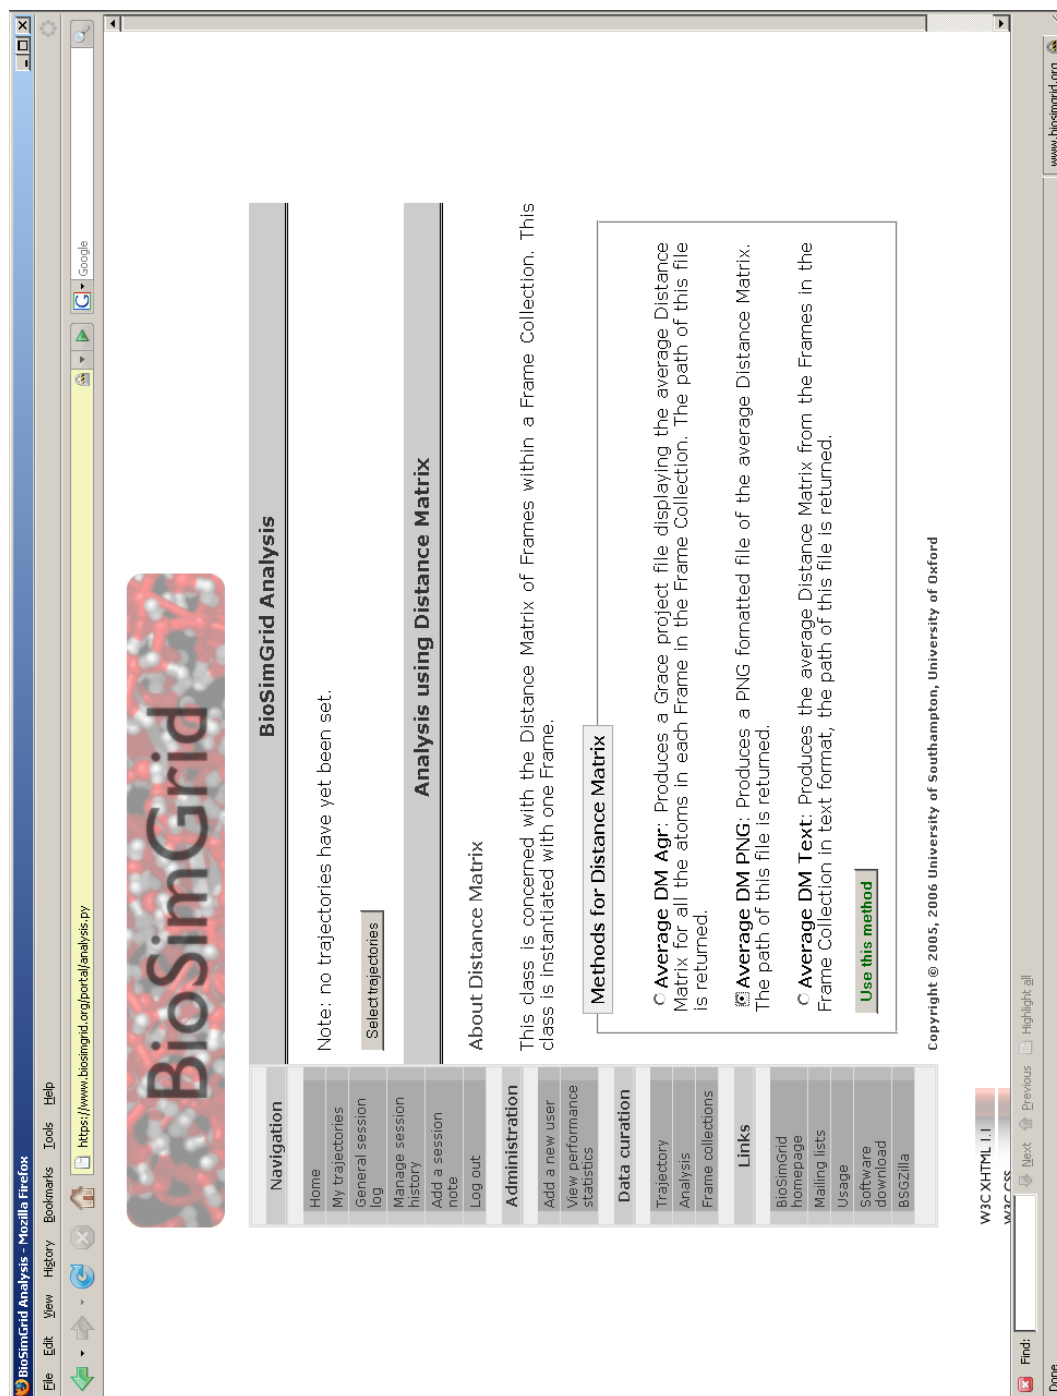 BioSimGrid Analysis - Mozilla Firefox
File Edit View History Bookmarks Tools Help
https://www.biosimgrid.org/portal/analysis.py
Google
BioSimGrid
Navigation
Home
My trajectories
General session
log
Manage session
history
Add a session
note
Log out
Administration
Add a new user
View performance
statistics
Data curation
Trajectory
Analysis
Frame collections
Links
BioSimGrid
homepage
Mailing lists
Usage
Software
download
BSGZilla
BioSimGrid Analysis
Note: no trajectories have yet been set.
Select trajectories
Analysis using Distance Matrix
About Distance Matrix
This class is concerned with the Distance Matrix of Frames within a Frame Collection. This
class is instantiated with one Frame.
Methods for Distance Matrix
Average DM Agr: Produces a Grace project file displaying the average Distance
Matrix for all the atoms in each Frame in the Frame Collection. The path of this file
is returned.
Average DM PNG: Produces a PNG formatted file of the average Distance Matrix.
The path of this file is returned.
Average DM Text: Produces the average Distance Matrix from the Frames in the
Frame Collection in text format, the path of this file is returned.
Use this method
Copyright © 2005, 2006 University of Southampton, University of Oxford
W3C XHTML 1.1
W3C CSS
Find: Next Previous Highlight all
Done www.biosimgrid.org